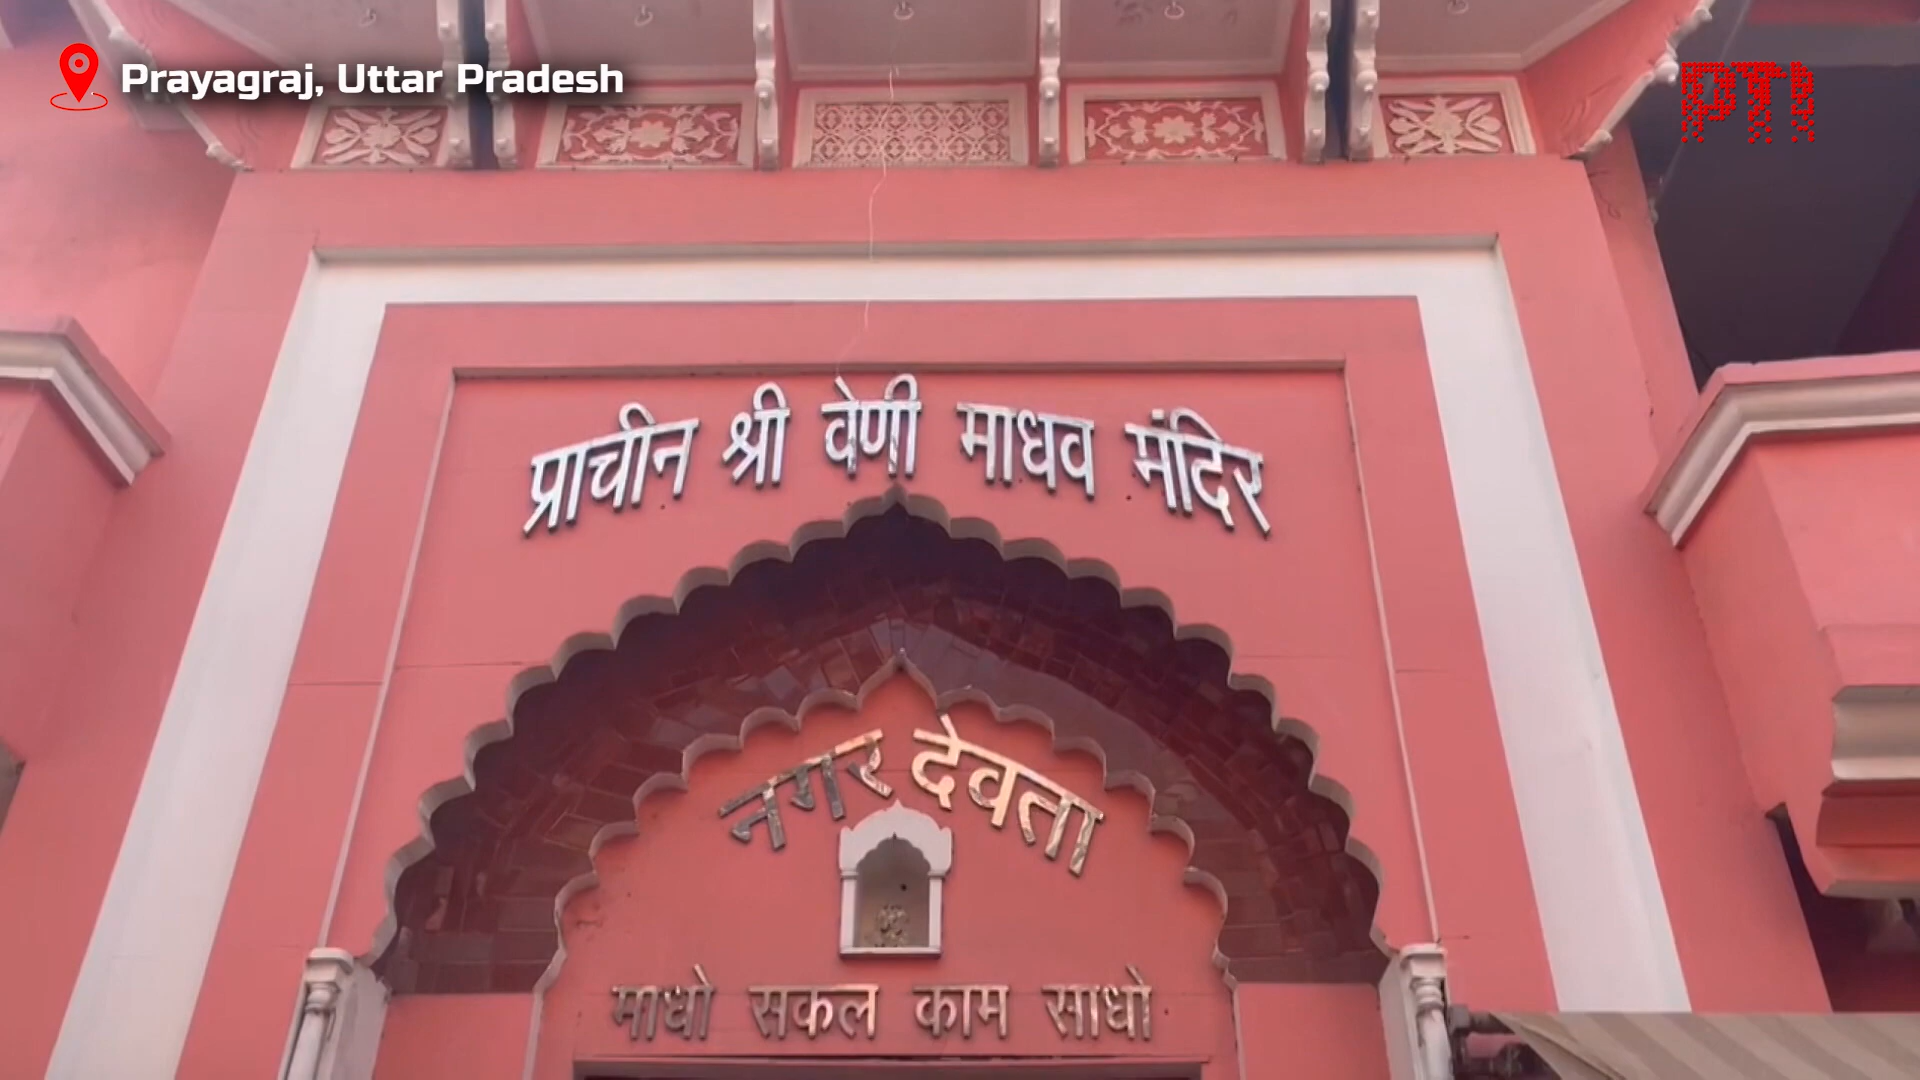 Prayagraj, Uttar Pradesh
PTI
प्राचीन श्री वेणी माधव मंदिर
नगर देवता
माधो सकल काम साधो